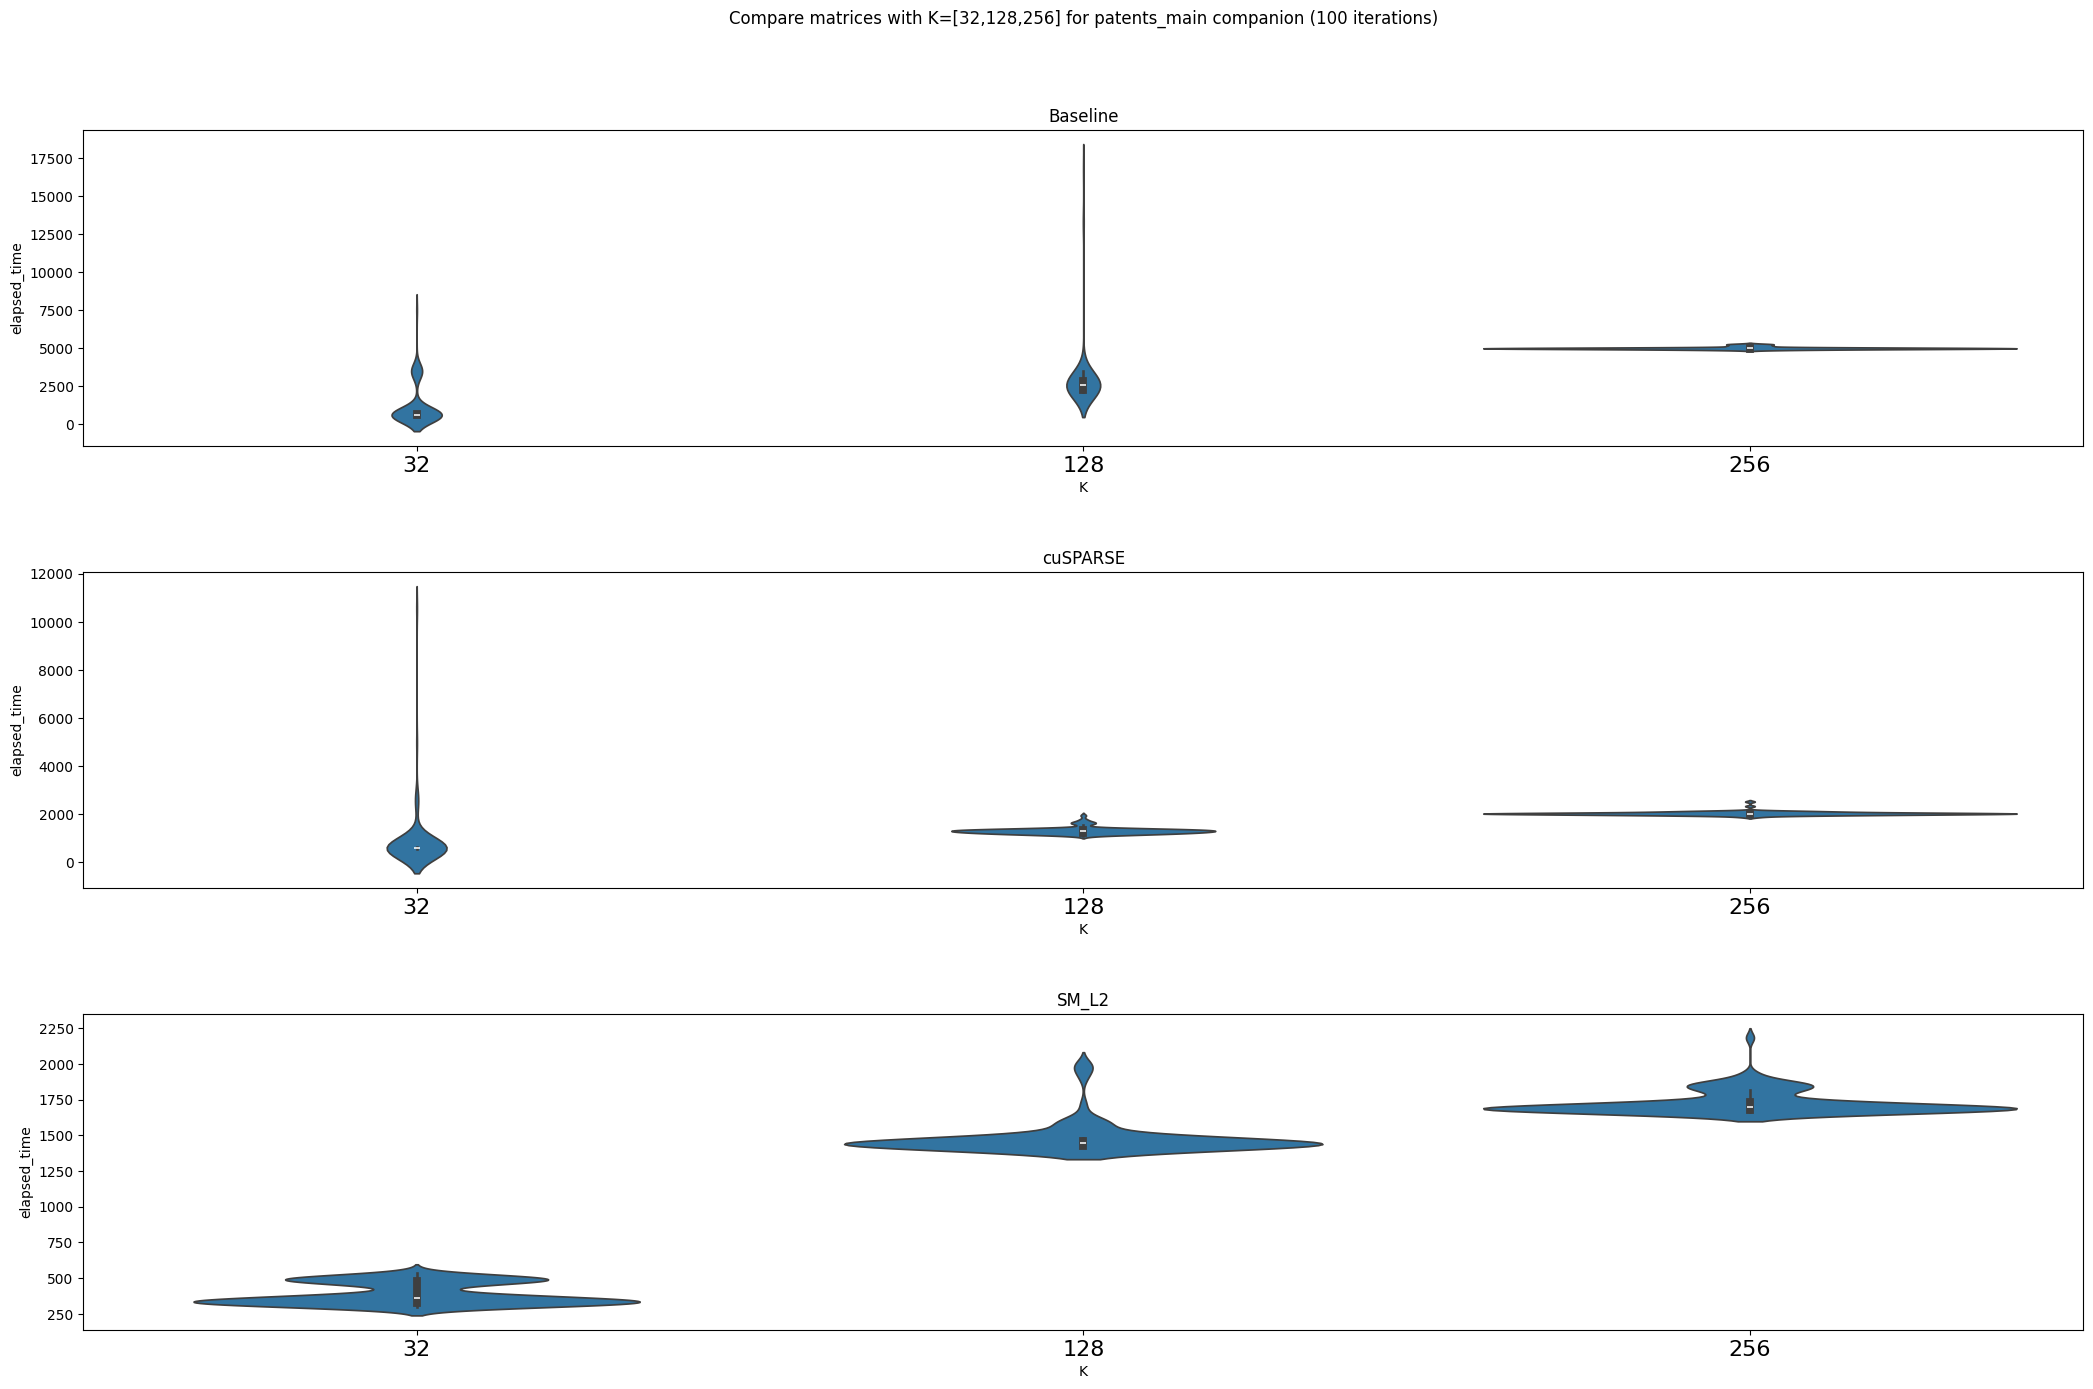 Compare matrices with K=[32,128,256] for patents_main companion (100 iterations)
Baseline
elapsed_time
17500
15000
12500
10000
7500
5000
2500
0
32 128 256
K
cuSPARSE
elapsed_time
12000
10000
8000
6000
4000
2000
0
32 128 256
K
SM_L2
elapsed_time
2250
2000
1750
1500
1250
1000
750
500
250
32 128 256
K